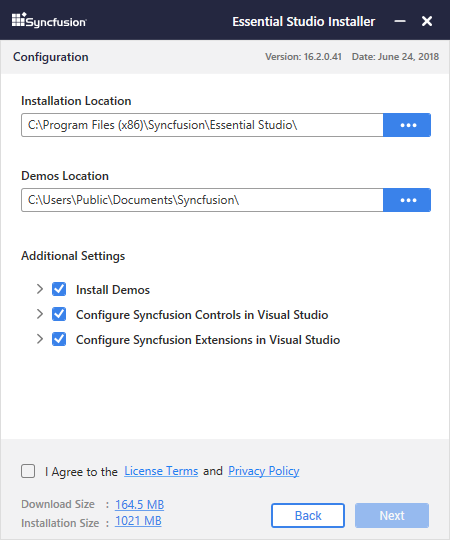 Syncfusion Essential Studio Installer
Configuration Version: 16.2.0.41 Date: June 24, 2018
Installation Location
C:\Program Files (x86)\Syncfusion\Essential Studio\
Demos Location
C:\Users\Public\Documents\Syncfusion\
Additional Settings
Install Demos
Configure Syncfusion Controls in Visual Studio
Configure Syncfusion Extensions in Visual Studio
I Agree to the License Terms and Privacy Policy
Download Size : 164.5 MB
Installation Size : 1021 MB
Back Next